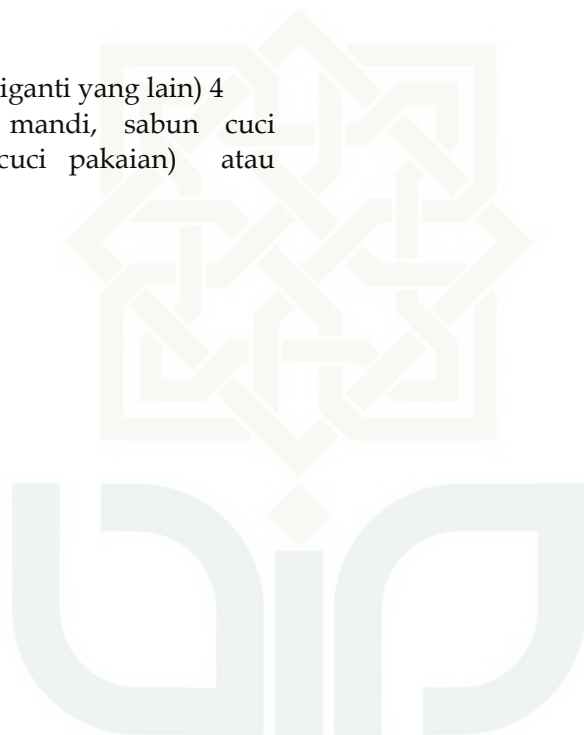 iganti yang lain) 4
mandi, sabun cuci
cuci pakaian) atau